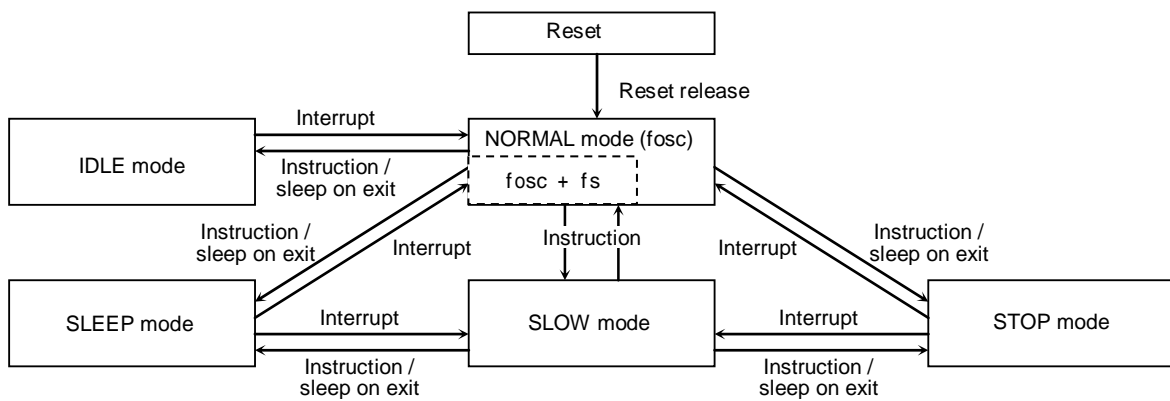 Reset
Reset release
Interrupt
NORMAL mode (fosc)
IDLE mode
Instruction /
sleep on exit
fosc + fs
Instruction /
sleep on exit
Interrupt
Instruction
Interrupt
Instruction /
sleep on exit
SLEEP mode
Interrupt
SLOW mode
Interrupt
STOP mode
Instruction /
sleep on exit
Instruction /
sleep on exit